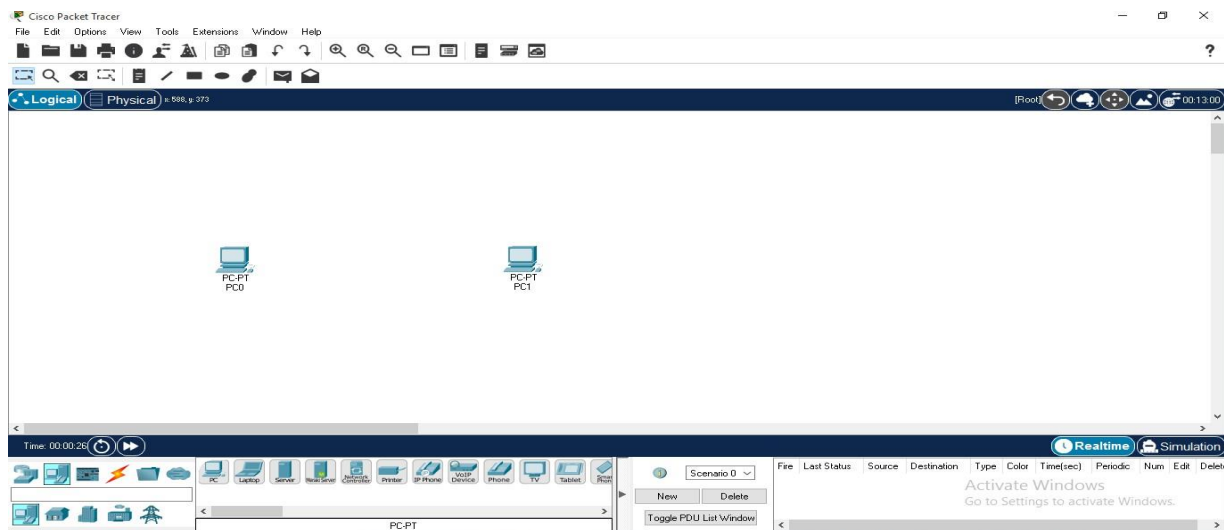 Cisco Packet Tracer
File Edit Options View Tools Extensions Window Help
?
Logical Physical x: 588, y: 373 [Root] 00:13:00
PC-PT
PC0
PC-PT
PC1
Time: 00:00:26 Realtime Simulation
PC Laptop Server Printer IP Phone VoIP Device Phone TV Tablet
Scenario 0
Fire Last Status Source Destination Type Color Time(sec) Periodic Num Edit Delet
New Delete
Toggle PDU List Window
Activate Windows
Go to Settings to activate Windows.
PC-PT